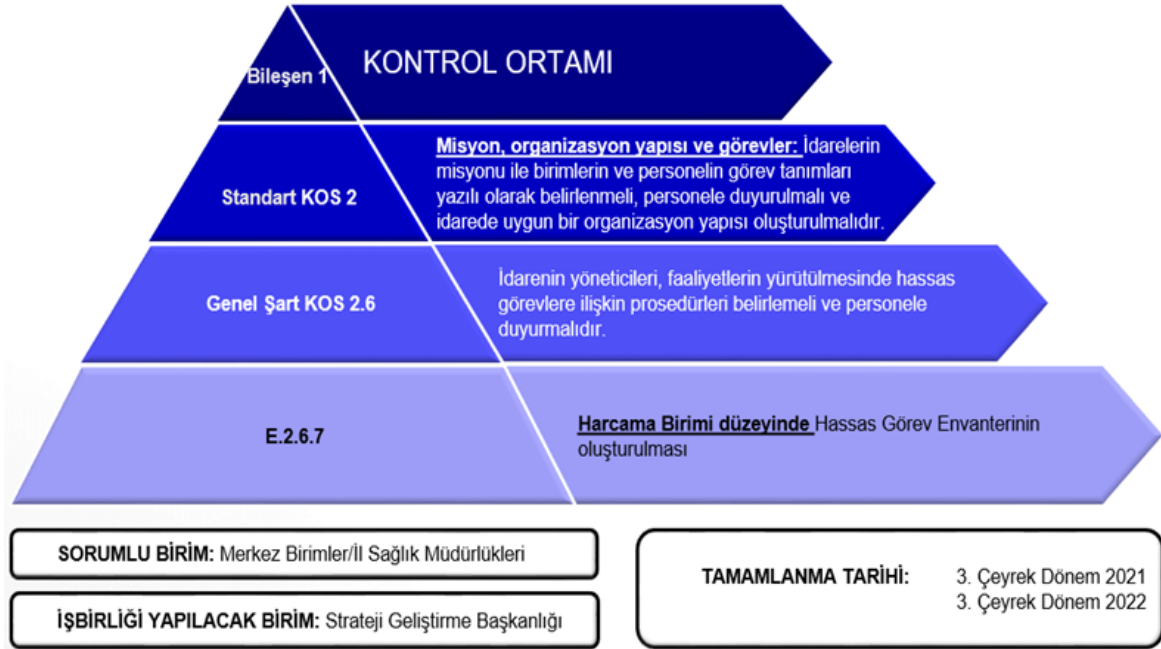 Bileşen 1
KONTROL ORTAMI
Standart KOS 2
Misyon, organizasyon yapısı ve görevler: İdarelerin
misyonu ile birimlerin ve personelin görev tanımları
yazılı olarak belirlenmeli, personele duyurulmalı ve
idarede uygun bir organizasyon yapısı oluşturulmalıdır.
Genel Şart KOS 2.6
İdarenin yöneticileri, faaliyetlerin yürütülmesinde hassas
görevlere ilişkin prosedürleri belirlemeli ve personele
duyurmalıdır.
E.2.6.7
Harcama Birimi düzeyinde Hassas Görev Envanterinin
oluşturulması
SORUMLU BİRİM: Merkez Birimler/İl Sağlık Müdürlükleri
İŞBİRLİĞİ YAPILACAK BİRİM: Strateji Geliştirme Başkanlığı
TAMAMLANMA TARİHİ: 3. Çeyrek Dönem 2021
3. Çeyrek Dönem 2022